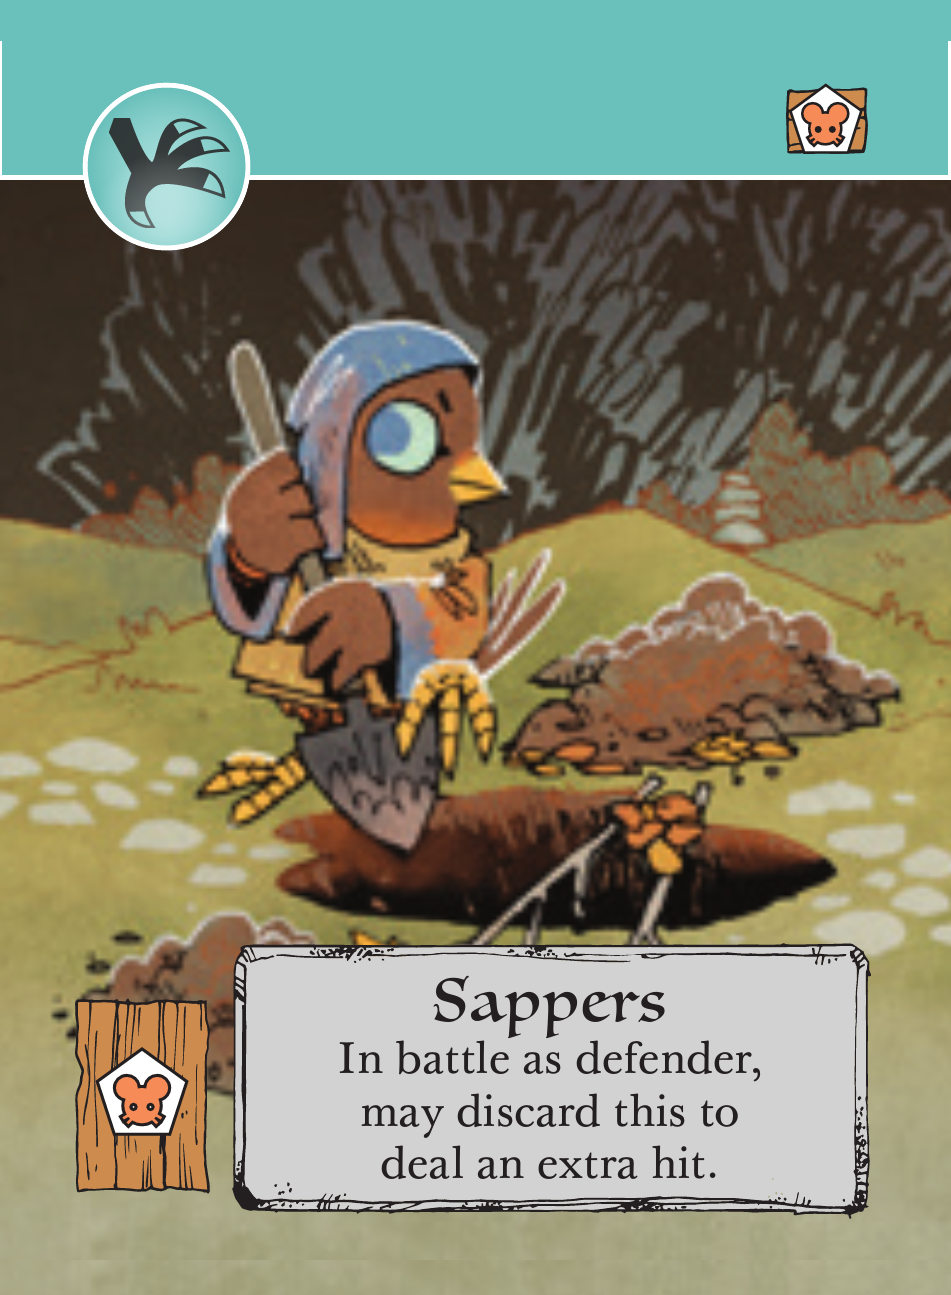 Sappers
In battle as defender,
may discard this to
deal an extra hit.